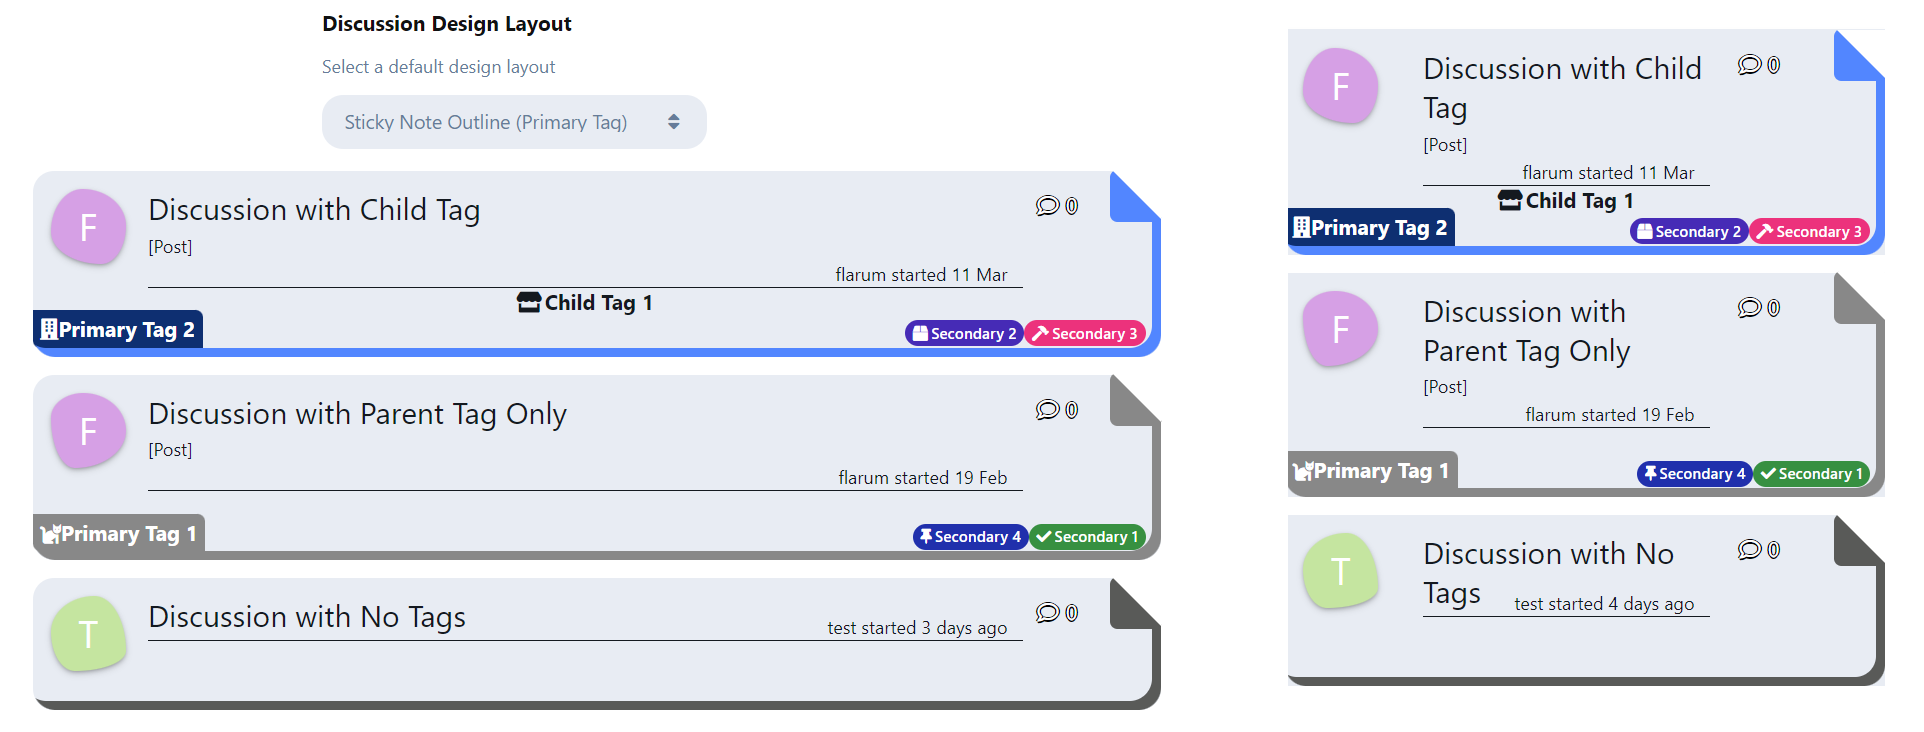 Discussion Design Layout
Select a default design layout
Sticky Note Outline (Primary Tag)
F
Discussion with Child Tag
0
[Post]
flarum started 11 Mar
Child Tag 1
Primary Tag 2
Secondary 2
Secondary 3
F
Discussion with Parent Tag Only
0
[Post]
flarum started 19 Feb
Primary Tag 1
Secondary 4
Secondary 1
T
Discussion with No Tags
0
test started 3 days ago
F
Discussion with Child
Tag
0
[Post]
flarum started 11 Mar
Child Tag 1
Primary Tag 2
Secondary 2
Secondary 3
F
Discussion with
Parent Tag Only
0
[Post]
flarum started 19 Feb
Primary Tag 1
Secondary 4
Secondary 1
T
Discussion with No
Tags
0
test started 4 days ago